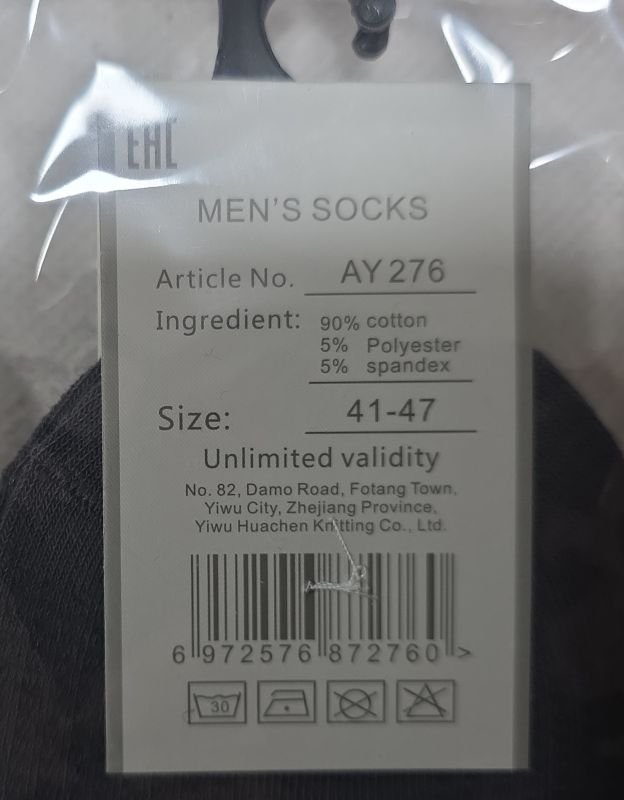 EAC
MEN'S SOCKS
Article No. AY 276
Ingredient: 90% cotton
5% Polyester
5% spandex
Size: 41-47
Unlimited validity
No. 82, Damo Road, Fotang Town,
Yiwu City, Zhejiang Province,
Yiwu Huachen Knitting Co., Ltd.
6 972576 872760 >
30